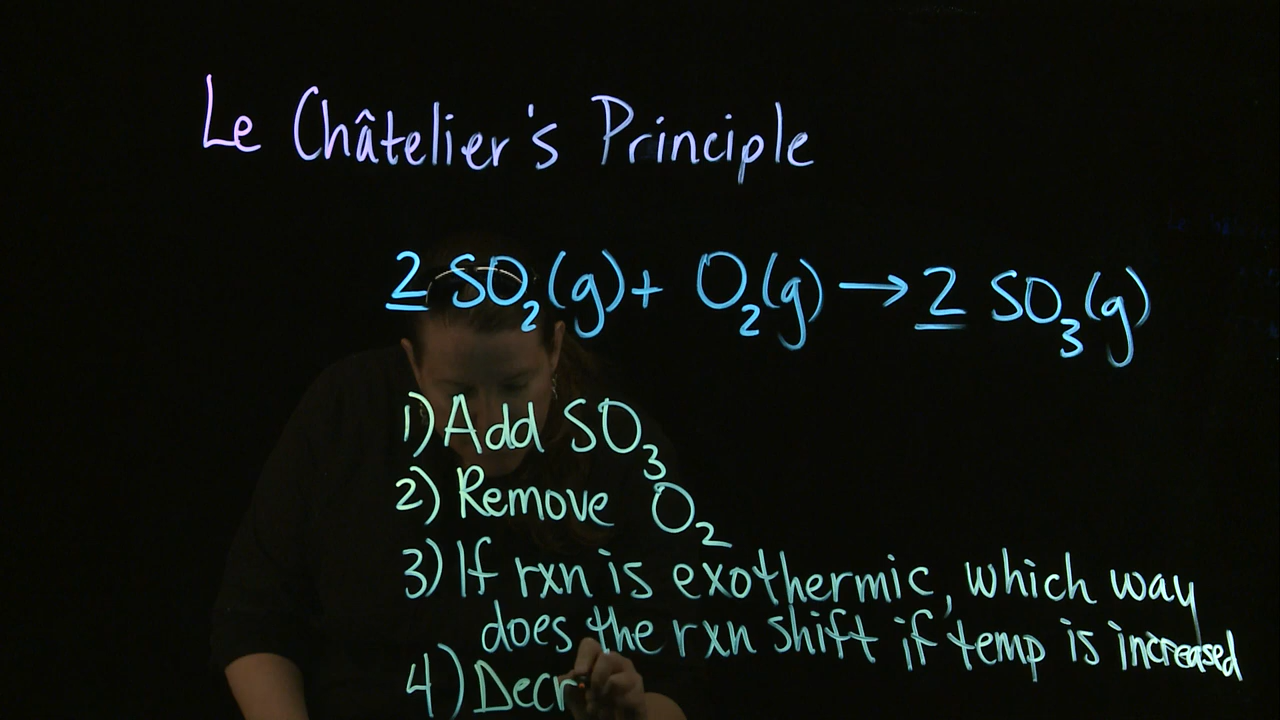 Le Châtelier's Principle
2 SO₂(g) + O₂(g) → 2 SO₃(g)
1) Add SO₃
2) Remove O₂
3) If rxn is exothermic, which way
does the rxn shift if temp is increased
4) Decr